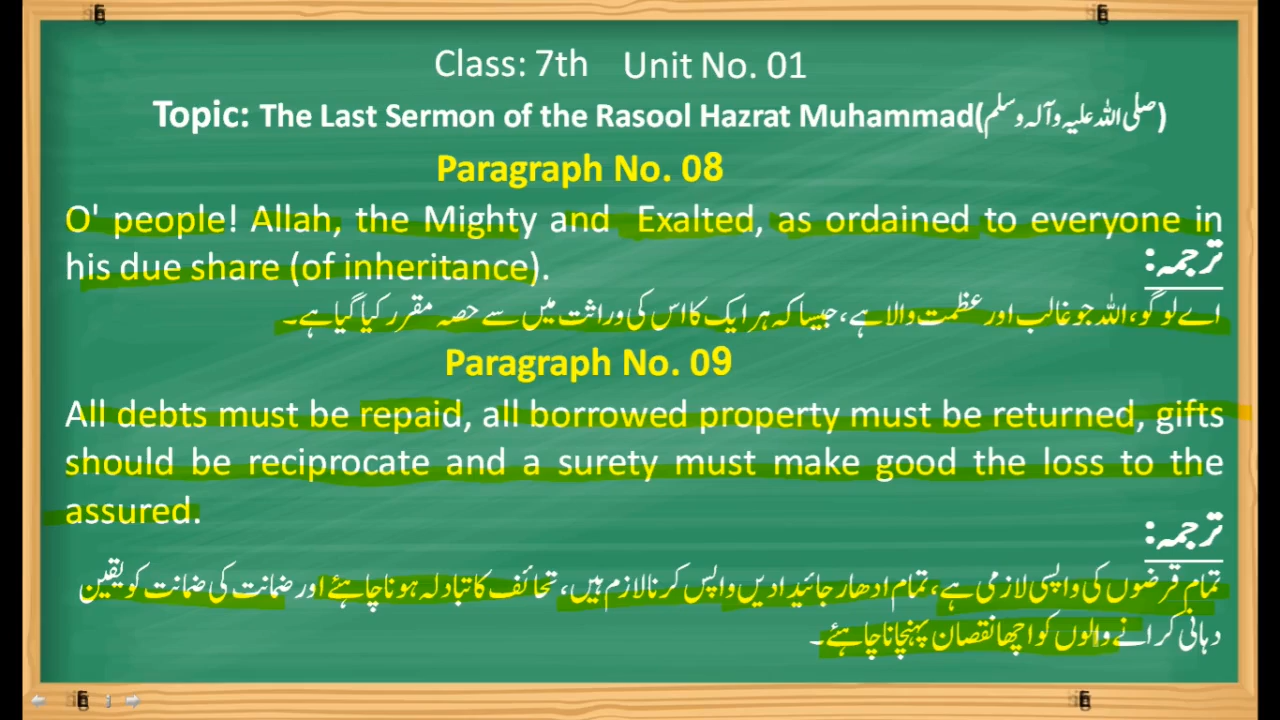 Class: 7th Unit No. 01
Topic: The Last Sermon of the Rasool Hazrat Muhammad(صلی اللہ علیہ وآلہ وسلم)
Paragraph No. 08
O' people! Allah, the Mighty and Exalted, as ordained to everyone in
his due share (of inheritance).
ترجمہ:
اے لوگو، اللہ جو غالب اور عظمت والا ہے، جیسا کہ ہر ایک کا اس کی وراثت میں سے حصہ مقرر کیا گیا ہے۔
Paragraph No. 09
All debts must be repaid, all borrowed property must be returned, gifts
should be reciprocate and a surety must make good the loss to the
assured.
ترجمہ:
تمام قرضوں کی واپسی لازمی ہے، تمام ادھار جائیدادیں واپس کرنا لازم ہیں، تحائف کا تبادلہ ہونا چاہئے اور ضمانت کی ضمانت کو یقین
دہانی کرانے والوں کو اچھا نقصان پہنچانا چاہئے۔